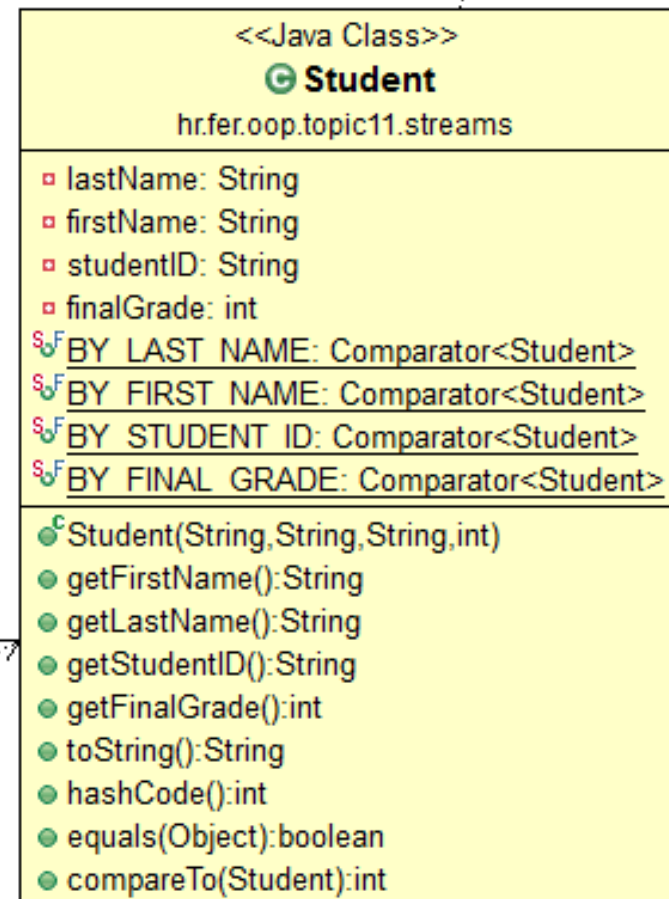 <<Java Class>>
C Student
hr.fer.oop.topic11.streams
lastName: String
firstName: String
studentID: String
finalGrade: int
S F BY_LAST_NAME: Comparator<Student>
S F BY_FIRST_NAME: Comparator<Student>
S F BY_STUDENT_ID: Comparator<Student>
S F BY_FINAL_GRADE: Comparator<Student>
C Student(String,String,String,int)
getFirstName():String
getLastName():String
getStudentID():String
getFinalGrade():int
toString():String
hashCode():int
equals(Object):boolean
compareTo(Student):int